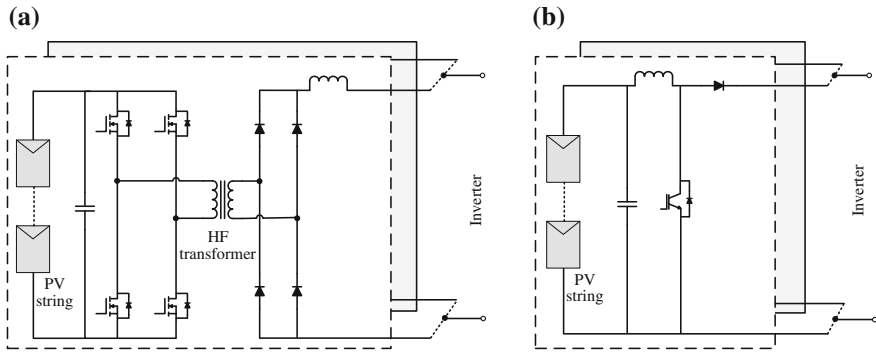 (a)
PV
string
HF
transformer
Inverter
(b)
PV
string
Inverter